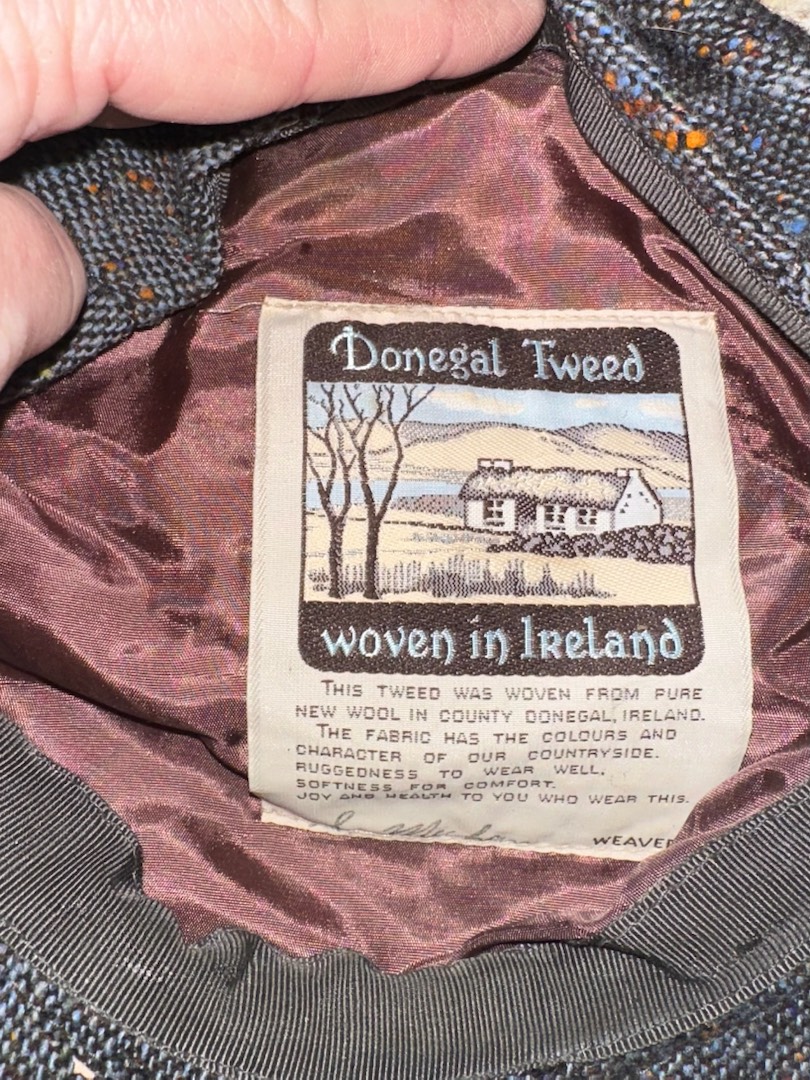 Donegal Tweed
woven in Ireland
THIS TWEED WAS WOVEN FROM PURE
NEW WOOL IN COUNTY DONEGAL, IRELAND.
THE FABRIC HAS THE COLOURS AND
CHARACTER OF OUR COUNTRYSIDE.
RUGGEDNESS TO WEAR WELL,
SOFTNESS FOR COMFORT.
JOY AND HEALTH TO YOU WHO WEAR THIS.
WEAVER